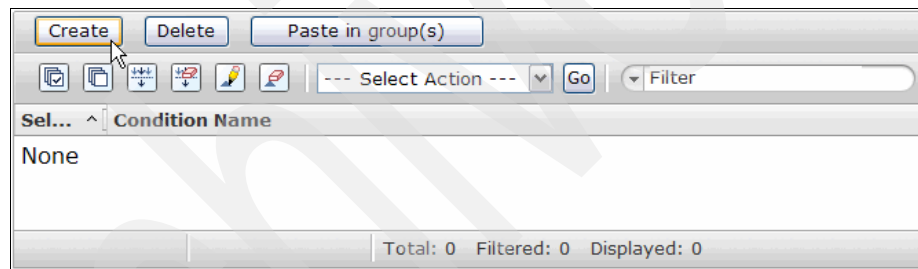 Create Delete Paste in group(s)
--- Select Action --- Go Filter
Sel... ^ Condition Name
None
Total: 0 Filtered: 0 Displayed: 0